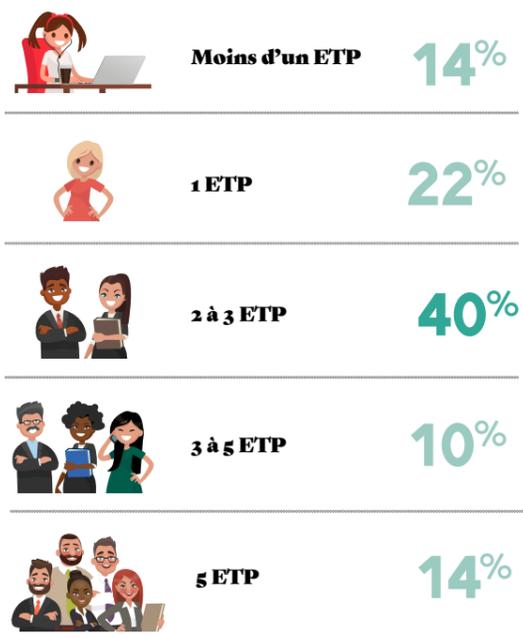 Moins d'un ETP 14%
1 ETP 22%
2 à 3 ETP 40%
3 à 5 ETP 10%
5 ETP 14%